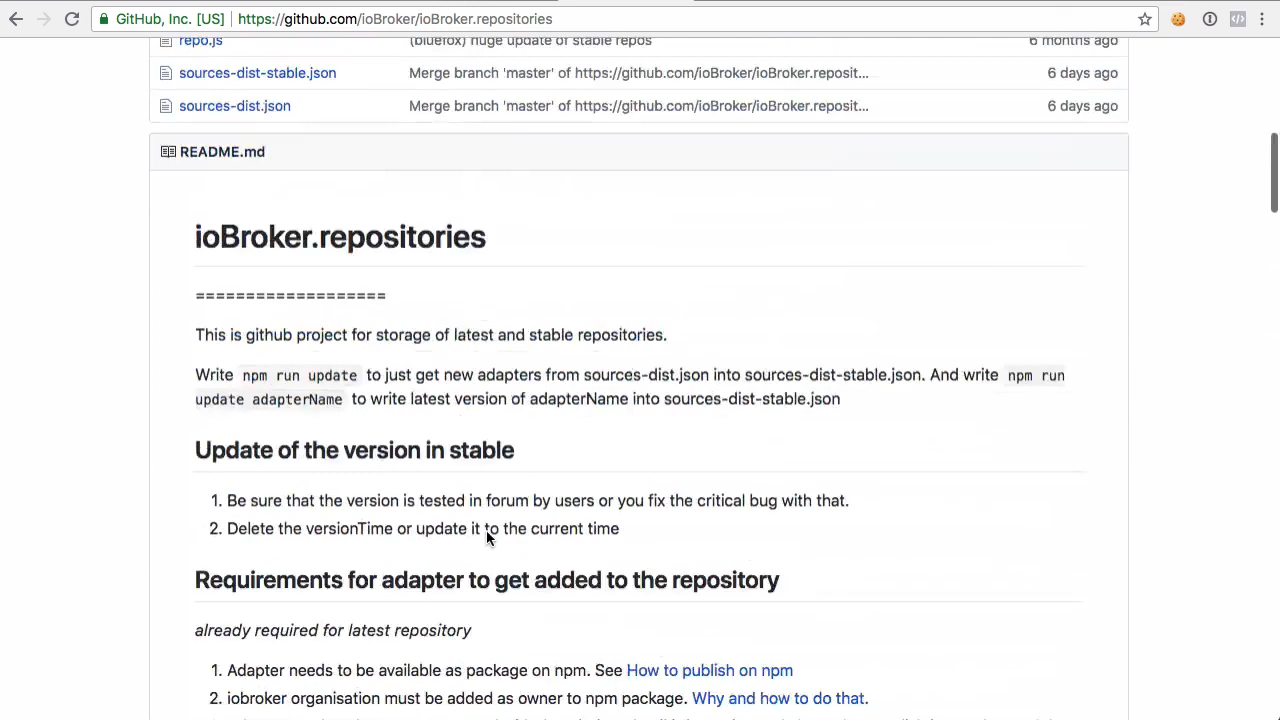 GitHub, Inc. [US] https://github.com/ioBroker/ioBroker.repositories
repo.js (bluefox) huge update of stable repos 6 months ago
sources-dist-stable.json Merge branch 'master' of https://github.com/ioBroker/ioBroker.reposit... 6 days ago
sources-dist.json Merge branch 'master' of https://github.com/ioBroker/ioBroker.reposit... 6 days ago
README.md
ioBroker.repositories
===================
This is github project for storage of latest and stable repositories.
Write npm run update to just get new adapters from sources-dist.json into sources-dist-stable.json. And write npm run
update adapterName to write latest version of adapterName into sources-dist-stable.json
Update of the version in stable
1. Be sure that the version is tested in forum by users or you fix the critical bug with that.
2. Delete the versionTime or update it to the current time
Requirements for adapter to get added to the repository
already required for latest repository
1. Adapter needs to be available as package on npm. See How to publish on npm
2. iobroker organisation must be added as owner to npm package. Why and how to do that.